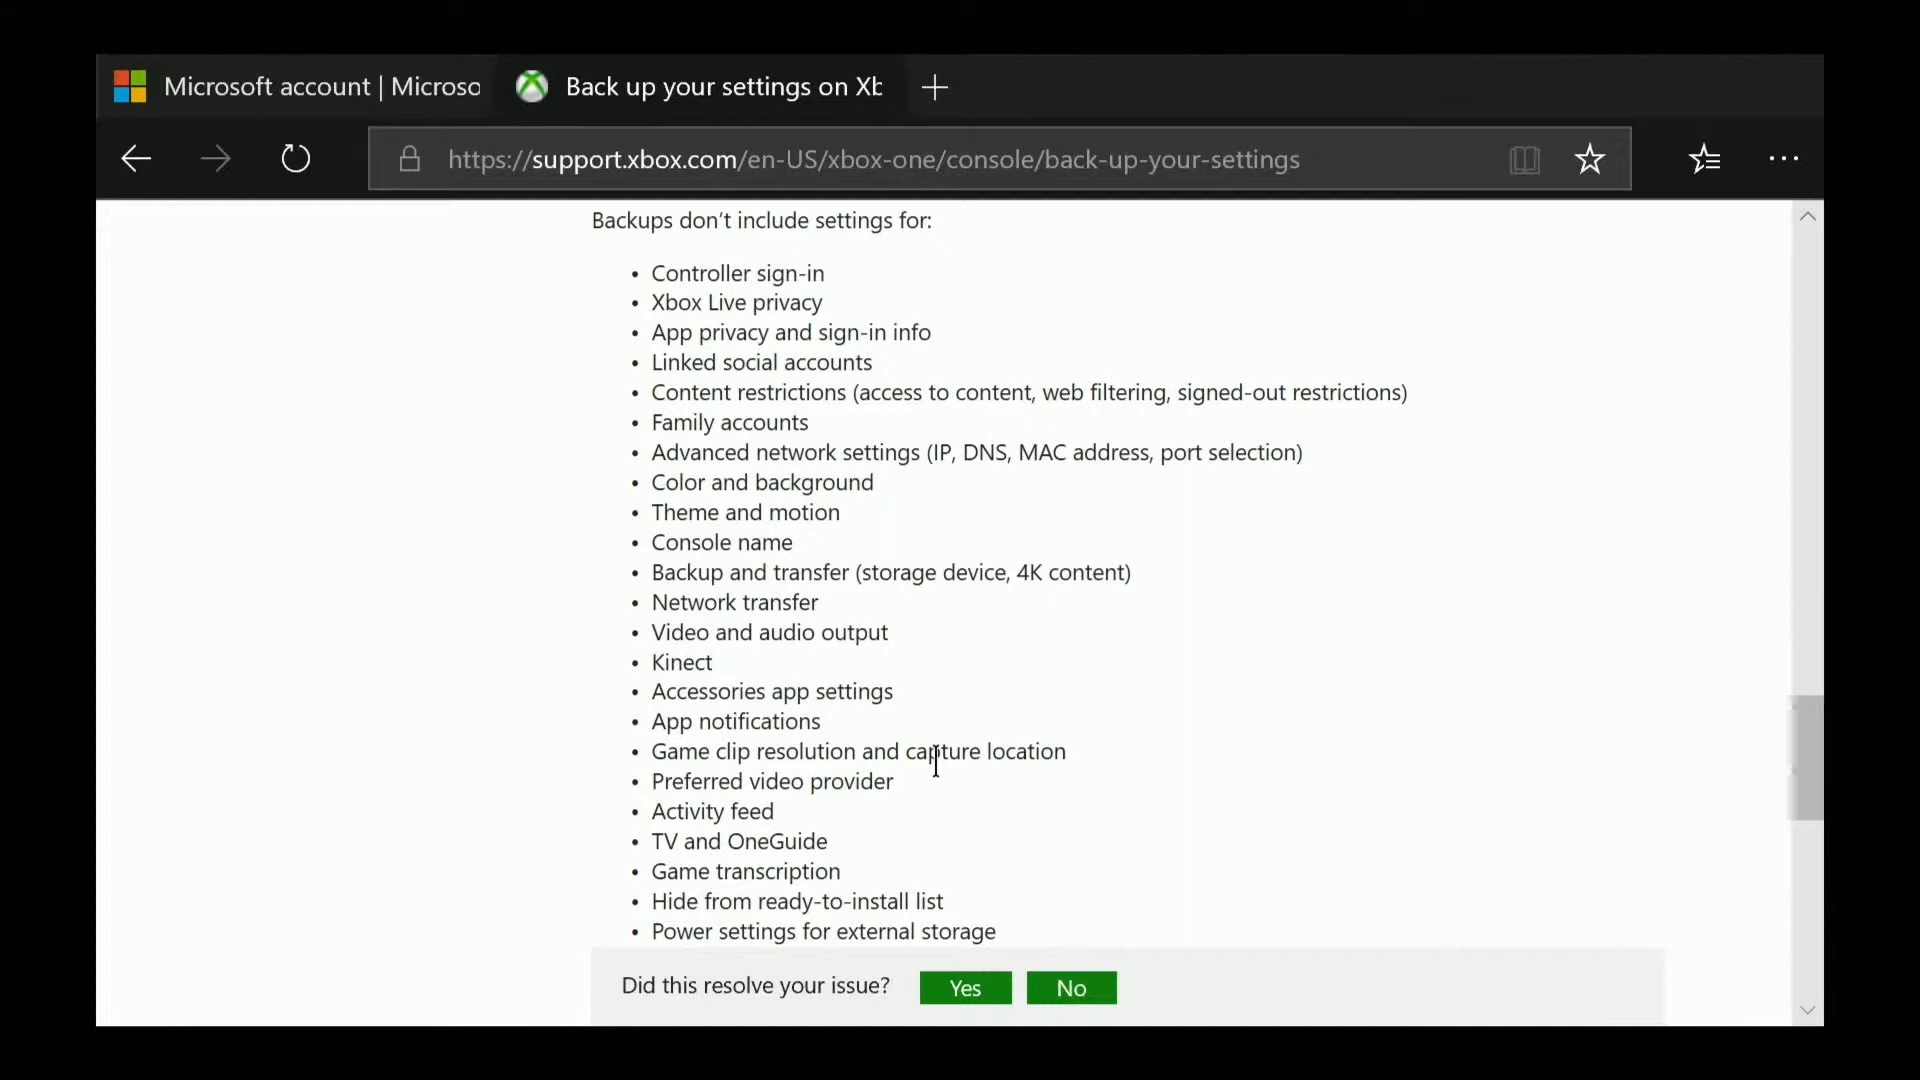 Microsoft account | Microso
Back up your settings on Xb
https://support.xbox.com/en-US/xbox-one/console/back-up-your-settings
Backups don't include settings for:
• Controller sign-in
• Xbox Live privacy
• App privacy and sign-in info
• Linked social accounts
• Content restrictions (access to content, web filtering, signed-out restrictions)
• Family accounts
• Advanced network settings (IP, DNS, MAC address, port selection)
• Color and background
• Theme and motion
• Console name
• Backup and transfer (storage device, 4K content)
• Network transfer
• Video and audio output
• Kinect
• Accessories app settings
• App notifications
• Game clip resolution and capture location
• Preferred video provider
• Activity feed
• TV and OneGuide
• Game transcription
• Hide from ready-to-install list
• Power settings for external storage
Did this resolve your issue? Yes No